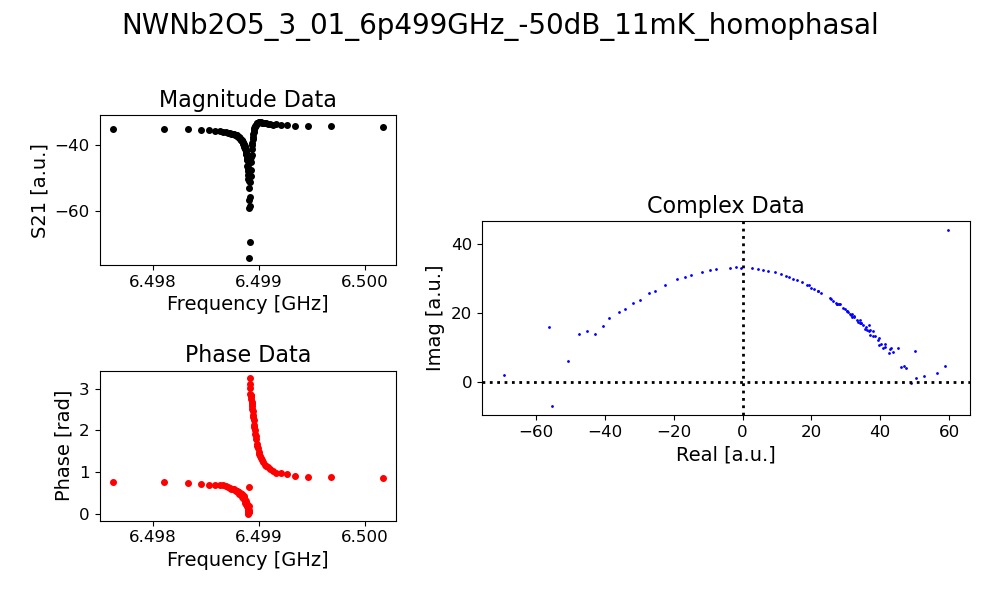 NWNb2O5_3_01_6p499GHz_-50dB_11mK_homophasal
Magnitude Data
S21 [a.u.]
−40
−60
6.498 6.499 6.500
Frequency [GHz]
Phase Data
Phase [rad]
3
2
1
0
6.498 6.499 6.500
Frequency [GHz]
Complex Data
Imag [a.u.]
40
20
0
−60 −40 −20 0 20 40 60
Real [a.u.]